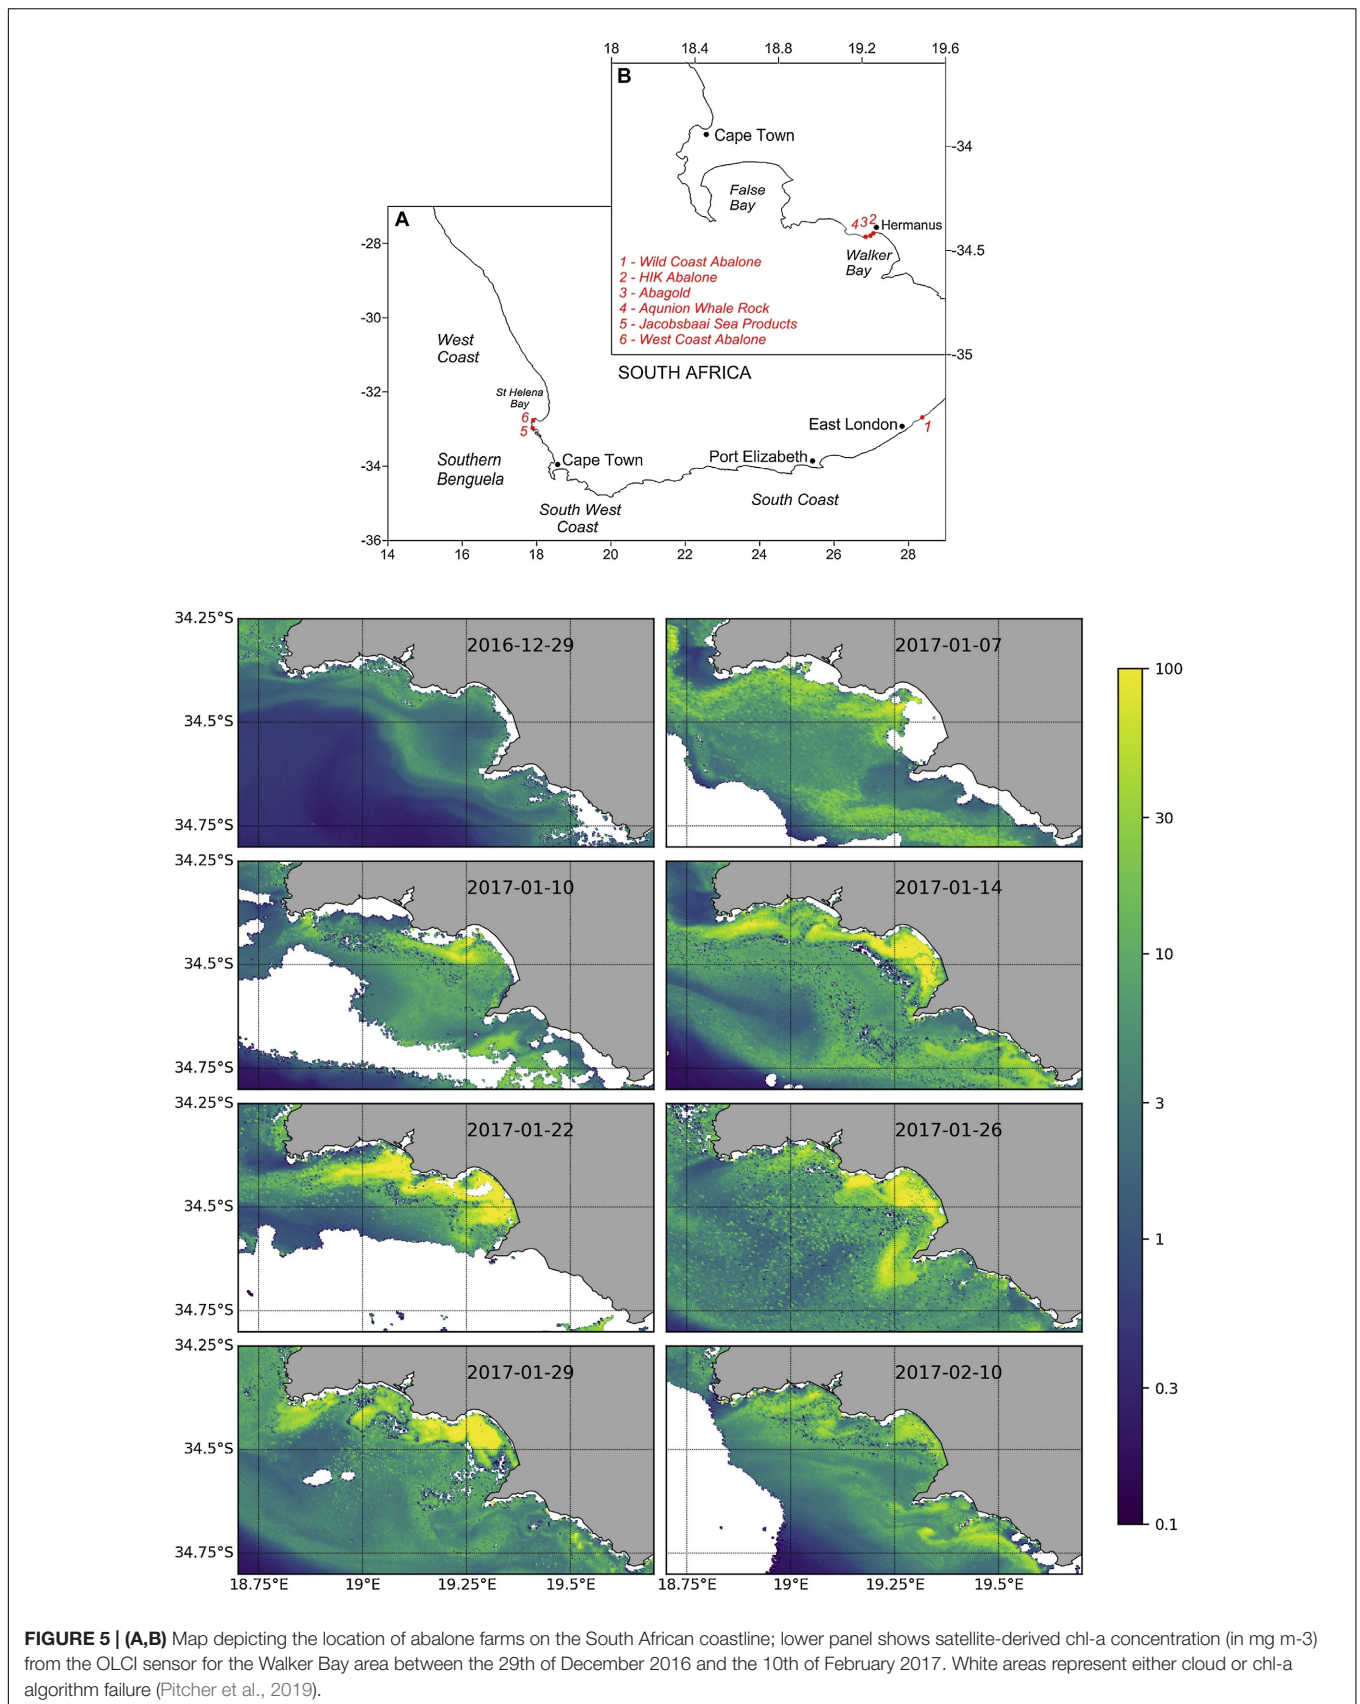 18 18.4 18.8 19.2 19.6
B
Cape Town
-34
False
Bay
4 3 2
Hermanus
-34.5
Walker
Bay
1 - Wild Coast Abalone
2 - HIK Abalone
3 - Abagold
4 - Aqunion Whale Rock
5 - Jacobsbaai Sea Products
6 - West Coast Abalone
-35
A
-28
-30
West
Coast
SOUTH AFRICA
-32
St Helena
Bay
6
5
East London
1
Port Elizabeth
Cape Town
-34
Southern
Benguela
South Coast
South West
Coast
-36
14 16 18 20 22 24 26 28
34.25°S
2016-12-29
2017-01-07
34.5°S
34.75°S
34.25°S
2017-01-10
2017-01-14
34.5°S
34.75°S
34.25°S
2017-01-22
2017-01-26
34.5°S
34.75°S
34.25°S
2017-01-29
2017-02-10
34.5°S
34.75°S
18.75°E 19°E 19.25°E 19.5°E 18.75°E 19°E 19.25°E 19.5°E
100
30
10
3
1
0.3
0.1
FIGURE 5 | (A,B) Map depicting the location of abalone farms on the South African coastline; lower panel shows satellite-derived chl-a concentration (in mg m-3)
from the OLCI sensor for the Walker Bay area between the 29th of December 2016 and the 10th of February 2017. White areas represent either cloud or chl-a
algorithm failure (Pitcher et al., 2019).